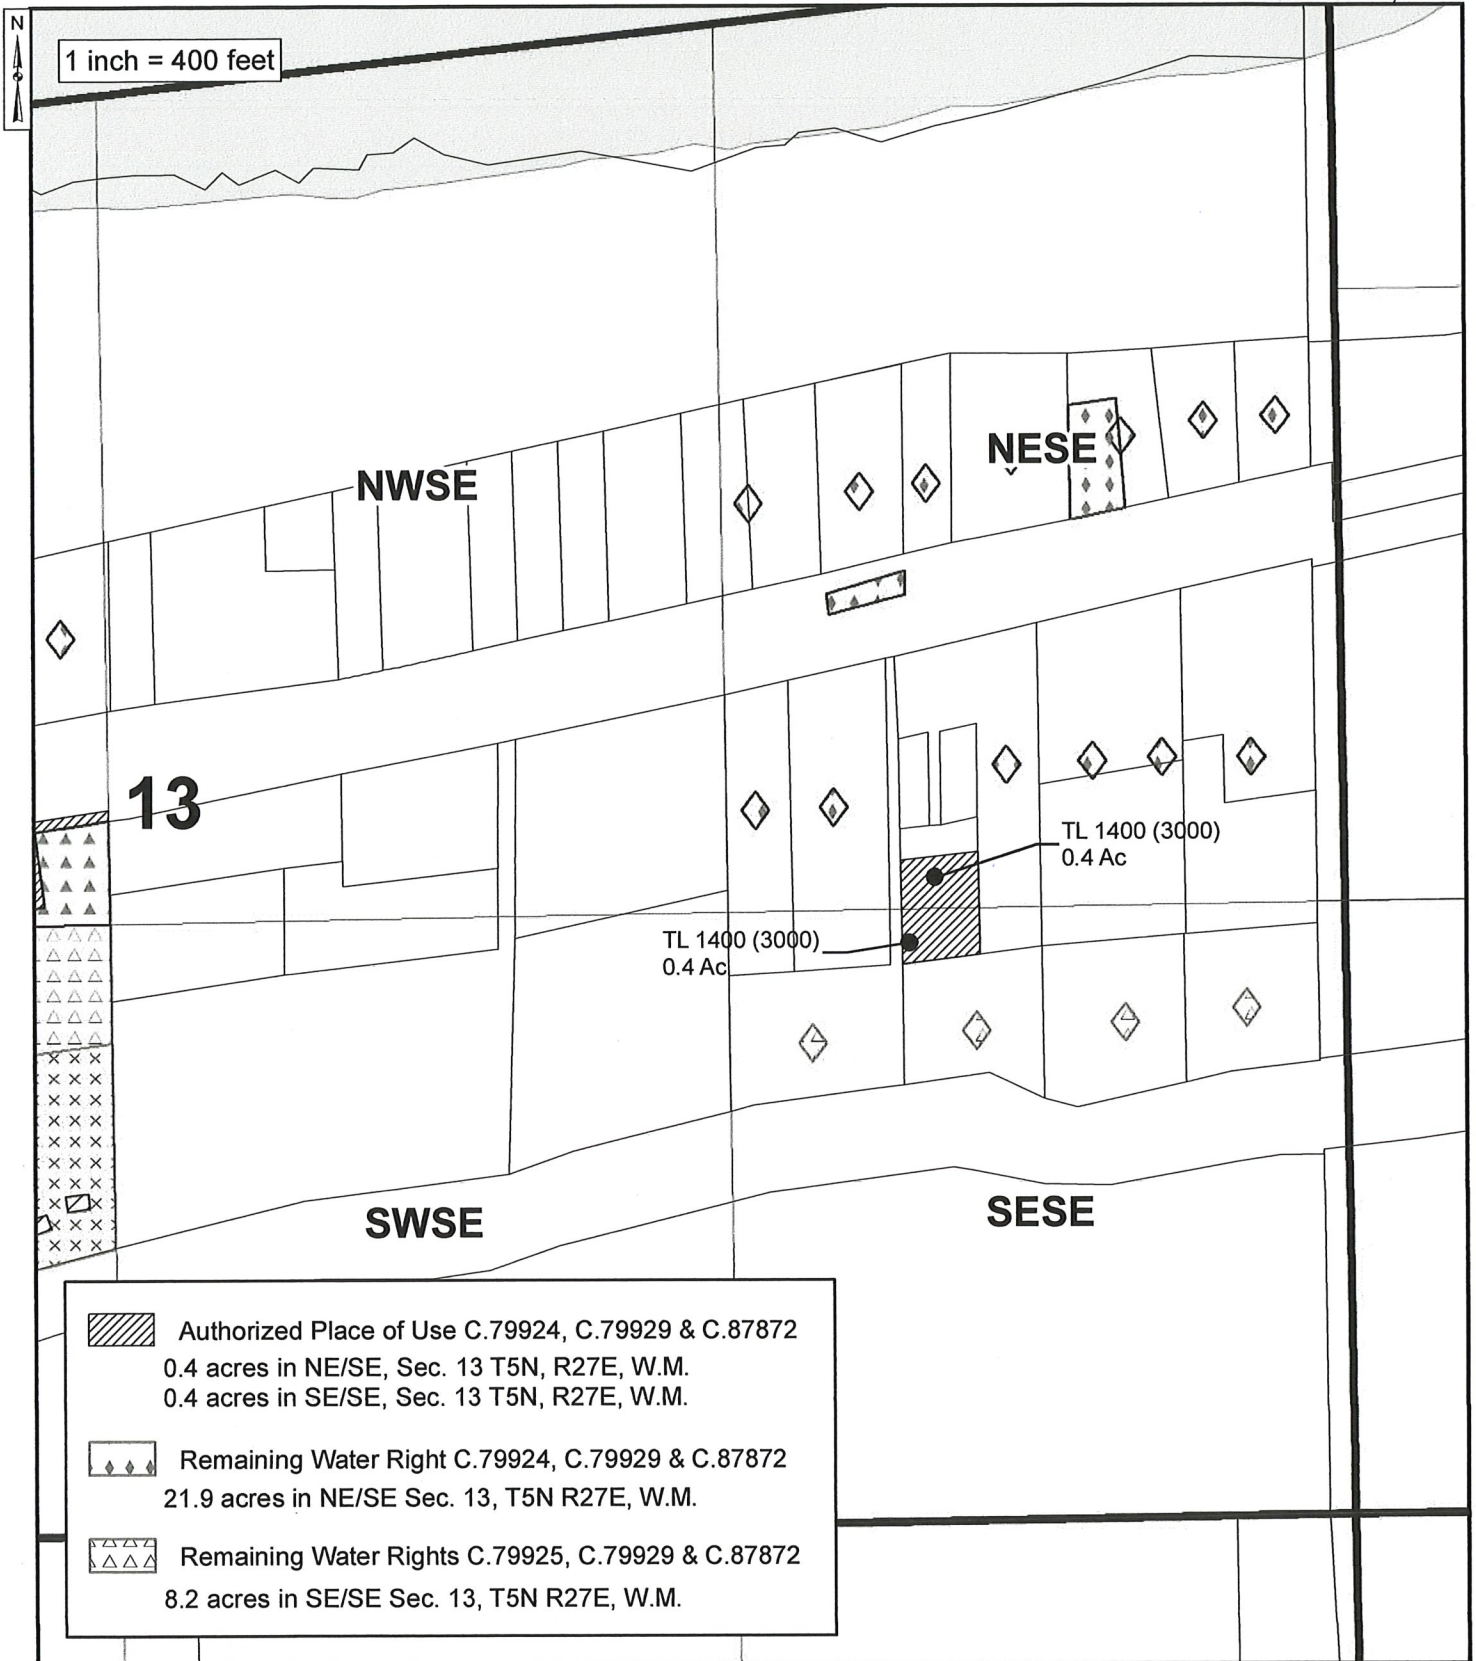 N
1 inch = 400 feet
NESE
NWSE
13
TL 1400 (3000)
0.4 Ac
TL 1400 (3000)
0.4 Ac
SWSE
SESE
Authorized Place of Use C.79924, C.79929 & C.87872
0.4 acres in NE/SE, Sec. 13 T5N, R27E, W.M.
0.4 acres in SE/SE, Sec. 13 T5N, R27E, W.M.
Remaining Water Right C.79924, C.79929 & C.87872
21.9 acres in NE/SE Sec. 13, T5N R27E, W.M.
Remaining Water Rights C.79925, C.79929 & C.87872
8.2 acres in SE/SE Sec. 13, T5N R27E, W.M.